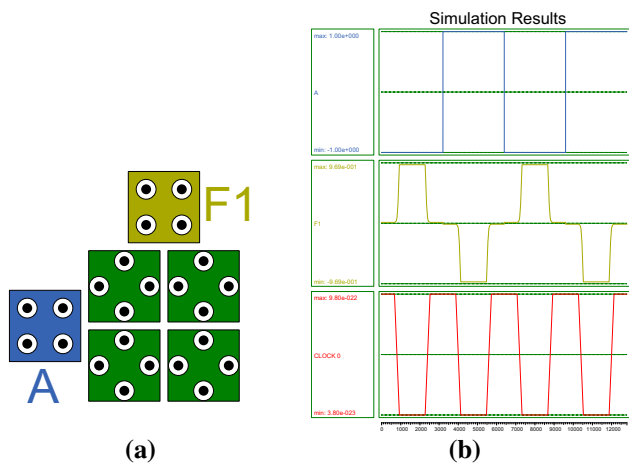 F1
A
(a)
Simulation Results
max: 1.00e+000
A
min: -1.00e+000
max: 9.69e-001
F1
min: -9.69e-001
max: 9.80e-022
CLOCK 0
min: 3.80e-023
0 1000 2000 3000 4000 5000 6000 7000 8000 9000 10000 11000 12000
(b)